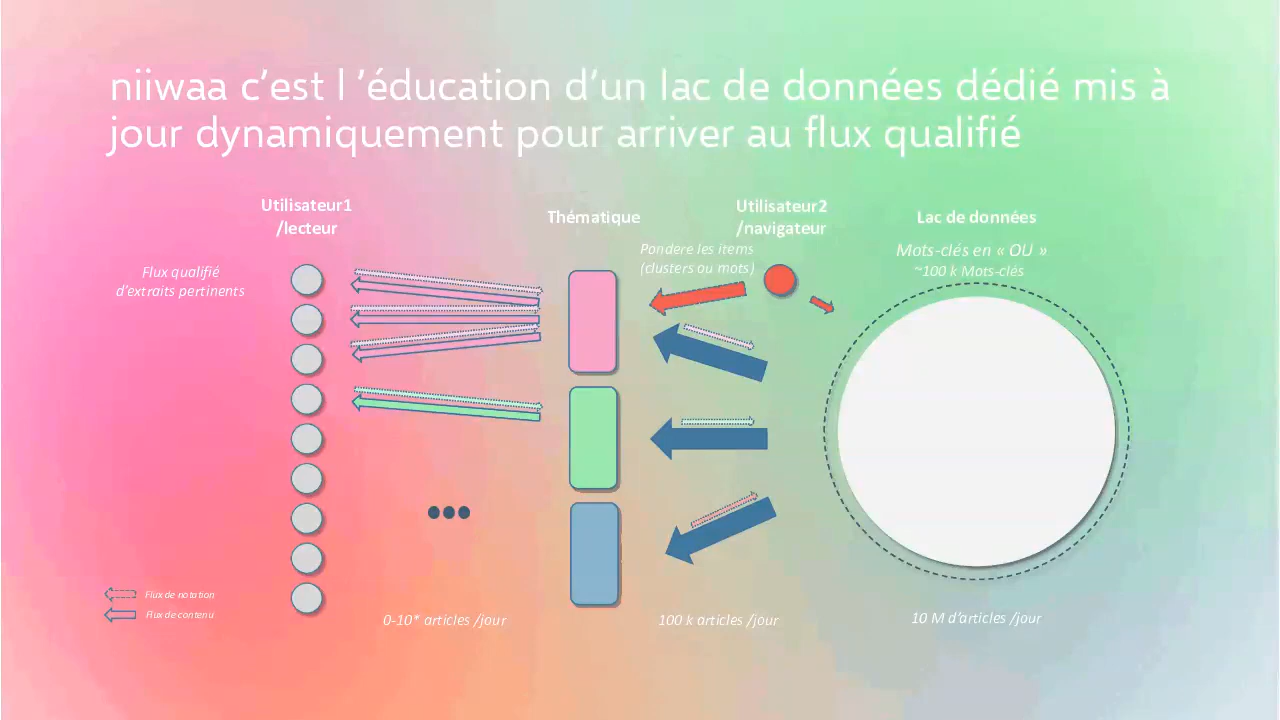 niiwaa c’est l ’éducation d’un lac de données dédié mis à
jour dynamiquement pour arriver au flux qualifié
Utilisateur1
/lecteur
Thématique
Utilisateur2
/navigateur
Lac de données
Pondere les items
(clusters ou mots)
Mots-clés en « OU »
~100 k Mots-clés
Flux qualifié
d’extraits pertinents
Flux de notation
Flux de contenu
0-10* articles /jour
100 k articles /jour
10 M d’articles /jour